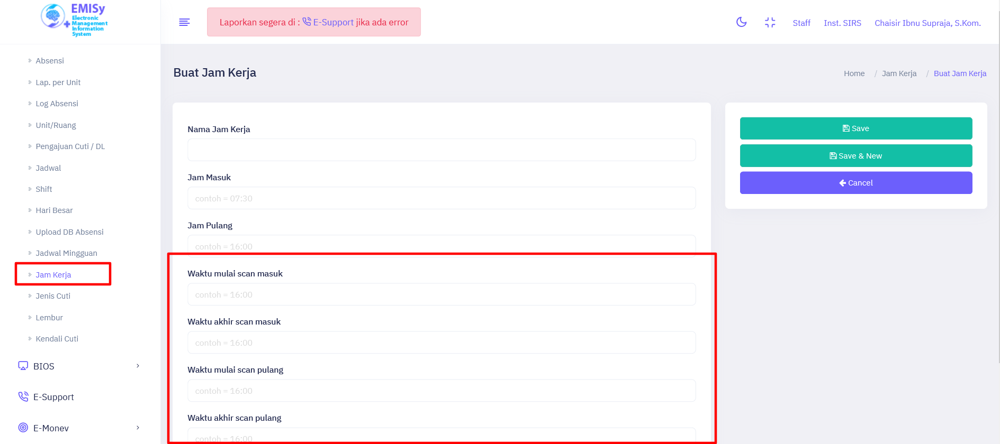 EMISy
Electronic
Management
Information
System
Laporkan segera di : E-Support jika ada error
Staff
Inst. SIRS
Chaisir Ibnu Supraja, S.Kom.
Absensi
Lap. per Unit
Log Absensi
Unit/Ruang
Pengajuan Cuti / DL
Jadwal
Shift
Hari Besar
Upload DB Absensi
Jadwal Mingguan
Jam Kerja
Jenis Cuti
Lembur
Kendali Cuti
BIOS
E-Support
E-Monev
Buat Jam Kerja
Home / Jam Kerja / Buat Jam Kerja
Nama Jam Kerja
Jam Masuk
contoh = 07:30
Jam Pulang
contoh = 16:00
Waktu mulai scan masuk
contoh = 16:00
Waktu akhir scan masuk
contoh = 16:00
Waktu mulai scan pulang
contoh = 16:00
Waktu akhir scan pulang
contoh = 16:00
Save
Save & New
Cancel